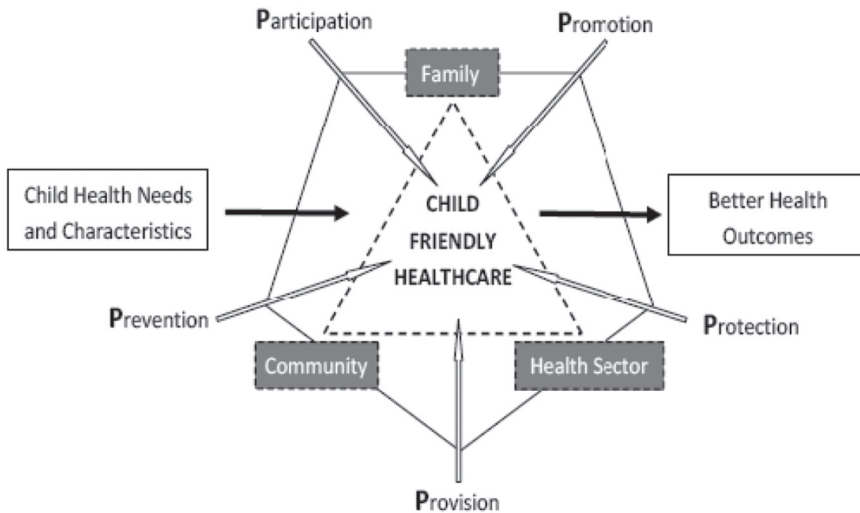 Participation
Promotion
Family
Child Health Needs
and Characteristics
CHILD
FRIENDLY
HEALTHCARE
Better Health
Outcomes
Prevention
Protection
Community
Health Sector
Provision